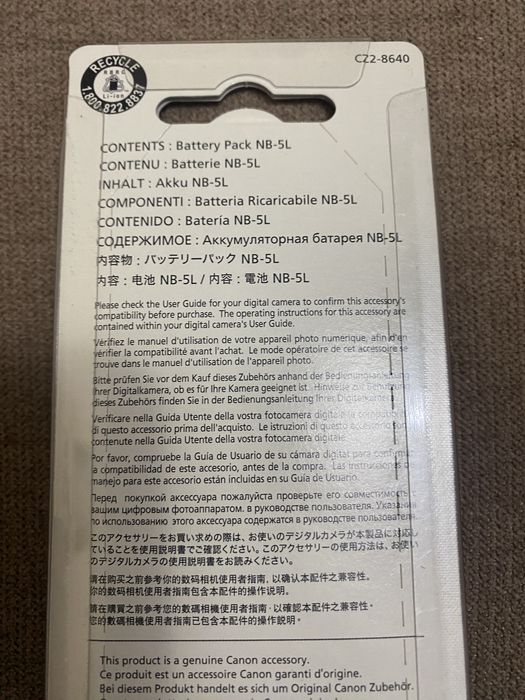 CZ2-8640
RECYCLE
Li-ion
1.800.822.8837
CONTENTS : Battery Pack NB-5L
CONTENU : Batterie NB-5L
INHALT : Akku NB-5L
COMPONENTI : Batteria Ricaricabile NB-5L
CONTENIDO : Batería NB-5L
СОДЕРЖИМОЕ : Аккумуляторная батарея NB-5L
内容物 : バッテリーパック NB-5L
内容 : 电池 NB-5L / 内容 : 電池 NB-5L
Please check the User Guide for your digital camera to confirm this accessory's
compatibility before purchase. The operating instructions for this accessory are
contained within your digital camera's User Guide.
Vérifiez le manuel d'utilisation de votre appareil photo numérique, afin d'en
vérifier la compatibilité avant l'achat. Le mode opératoire de cet accessoire se
trouve dans le manuel d'utilisation de l'appareil photo.
Bitte prüfen Sie vor dem Kauf dieses Zubehörs anhand der Bedienungsanleitung
Ihrer Digitalkamera, ob es für Ihre Kamera geeignet ist. Hinweise zur Benutzung
dieses Zubehörs finden Sie in der Bedienungsanleitung Ihrer Digitalkamera.
Verificare nella Guida Utente della vostra fotocamera digitale la compatibilità
di questo accessorio prima dell'acquisto. Le istruzioni di questo accessorio sono
contenute nella Guida Utente della vostra fotocamera digitale.
Por favor, compruebe la Guía de Usuario de su cámara digital para confirmar
la compatibilidad de este accesorio, antes de la compra. Las instrucciones de
manejo para este accesorio están incluidas en su Guía de Usuario.
Перед покупкой аксессуара пожалуйста проверьте его совместимость с
вашим цифровым фотоаппаратом. в руководстве пользователя. Указания
по использованию этого аксессуара содержатся в руководстве пользователя.
このアクセサリーをお買い求めの際は、お使いのデジタルカメラが本製品に対応し
ていることを使用説明書でご確認ください。このアクセサリーの使用方法は、お使い
のデジタルカメラの使用説明書をお読みください。
请在购买之前参考你的数码相机使用者指南, 以确认本配件之兼容性。
你的数码相机使用者指南已包含本配件的操作说明。
請在購買之前參考您的數碼相機使用者指南，以確認本配件之兼容性。
您的數碼相機使用者指南已包含本配件的操作說明。
This product is a genuine Canon accessory.
Ce produit est un accessoire Canon garanti d'origine.
Bei diesem Produkt handelt es sich um Original Canon Zubehör.